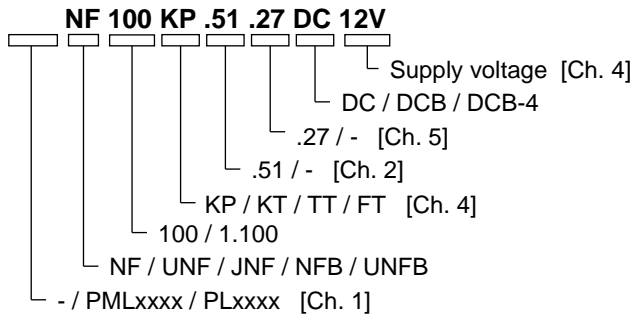 NF 100 KP .51 .27 DC 12V
Supply voltage [Ch. 4]
DC / DCB / DCB-4
.27 / - [Ch. 5]
.51 / - [Ch. 2]
KP / KT / TT / FT [Ch. 4]
100 / 1.100
NF / UNF / JNF / NFB / UNFB
- / PMLxxxx / PLxxxx [Ch. 1]